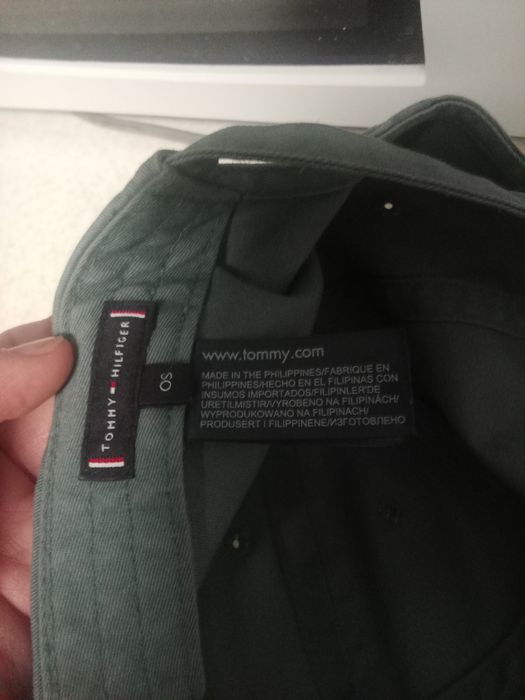 TOMMY HILFIGER
OS
www.tommy.com
MADE IN THE PHILIPPINES/FABRIQUE EN
PHILIPPINES/HECHO EN EL FILIPINAS CON
INSUMOS IMPORTADOS/FILIPINLER'DE
URETILMISTIR/VYROBENO NA FILIPÍNÁCH/
WYPRODUKOWANO NA FILIPINACH/
PRODUSERT I FILIPPINENE/ИЗГОТОВЛЕНО